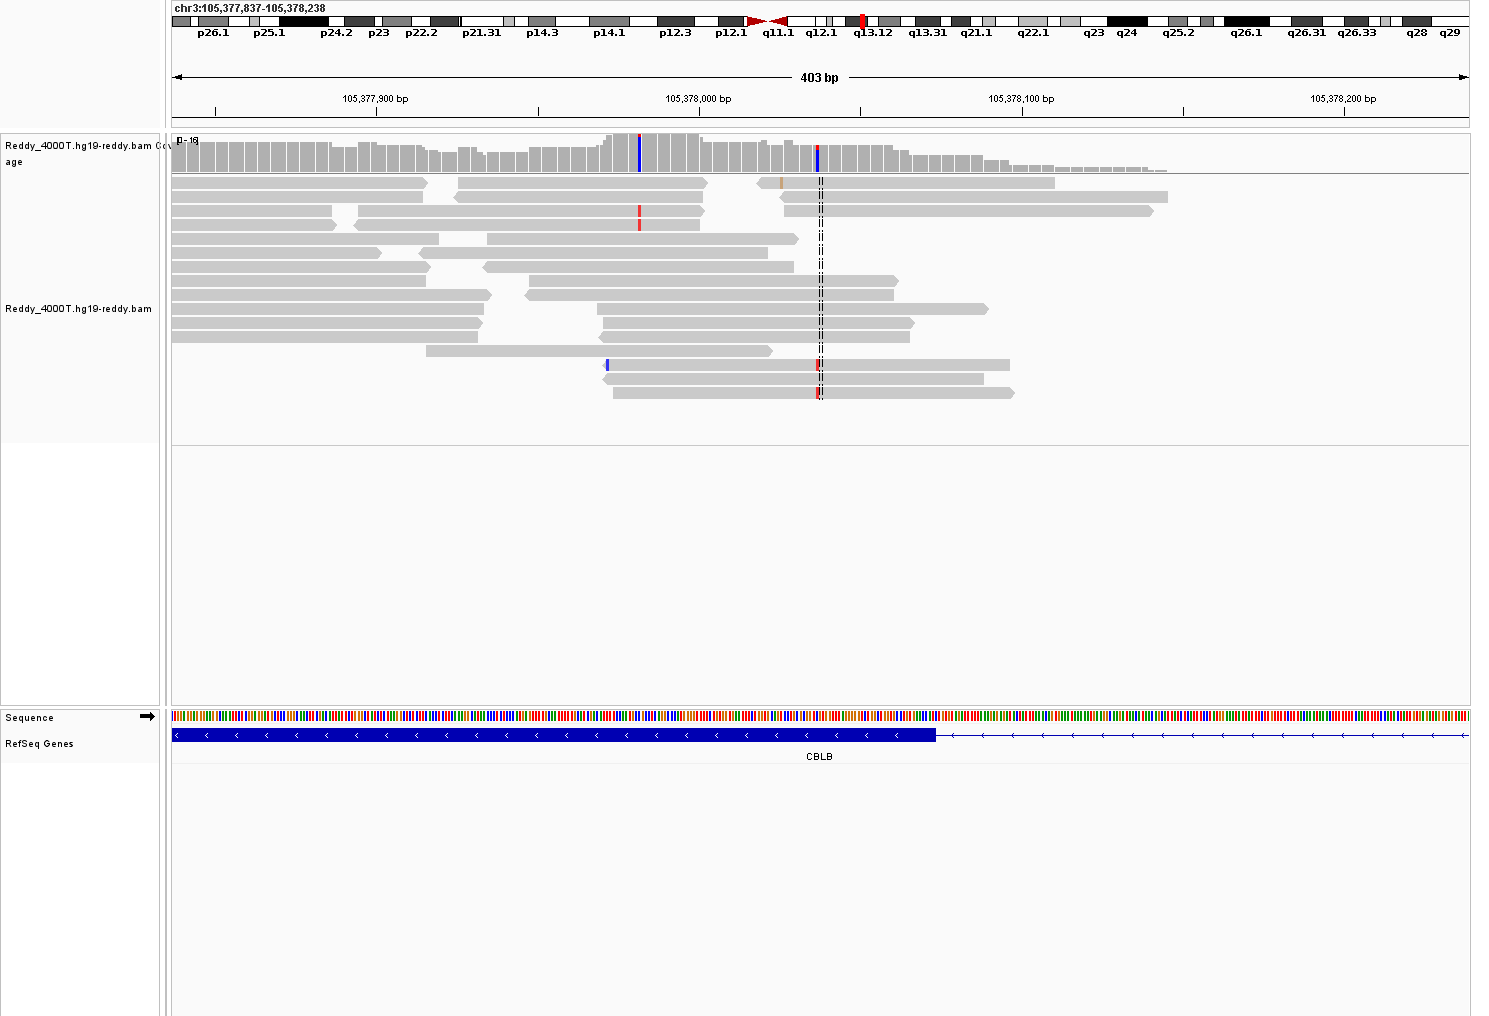 chr3:105,377,837-105,378,238
p26.1 p25.1 p24.2 p23 p22.2 p21.31 p14.3 p14.1 p12.3 p12.1 q11.1 q12.1 q13.12 q13.31 q21.1 q22.1 q23 q24 q25.2 q26.1 q26.31 q26.33 q28 q29
403 bp
105,377,900 bp 105,378,000 bp 105,378,100 bp 105,378,200 bp
Reddy_4000T.hg19-reddy.bam Cov
age
[0 - 16]
Reddy_4000T.hg19-reddy.bam
Sequence
RefSeq Genes
CBLB